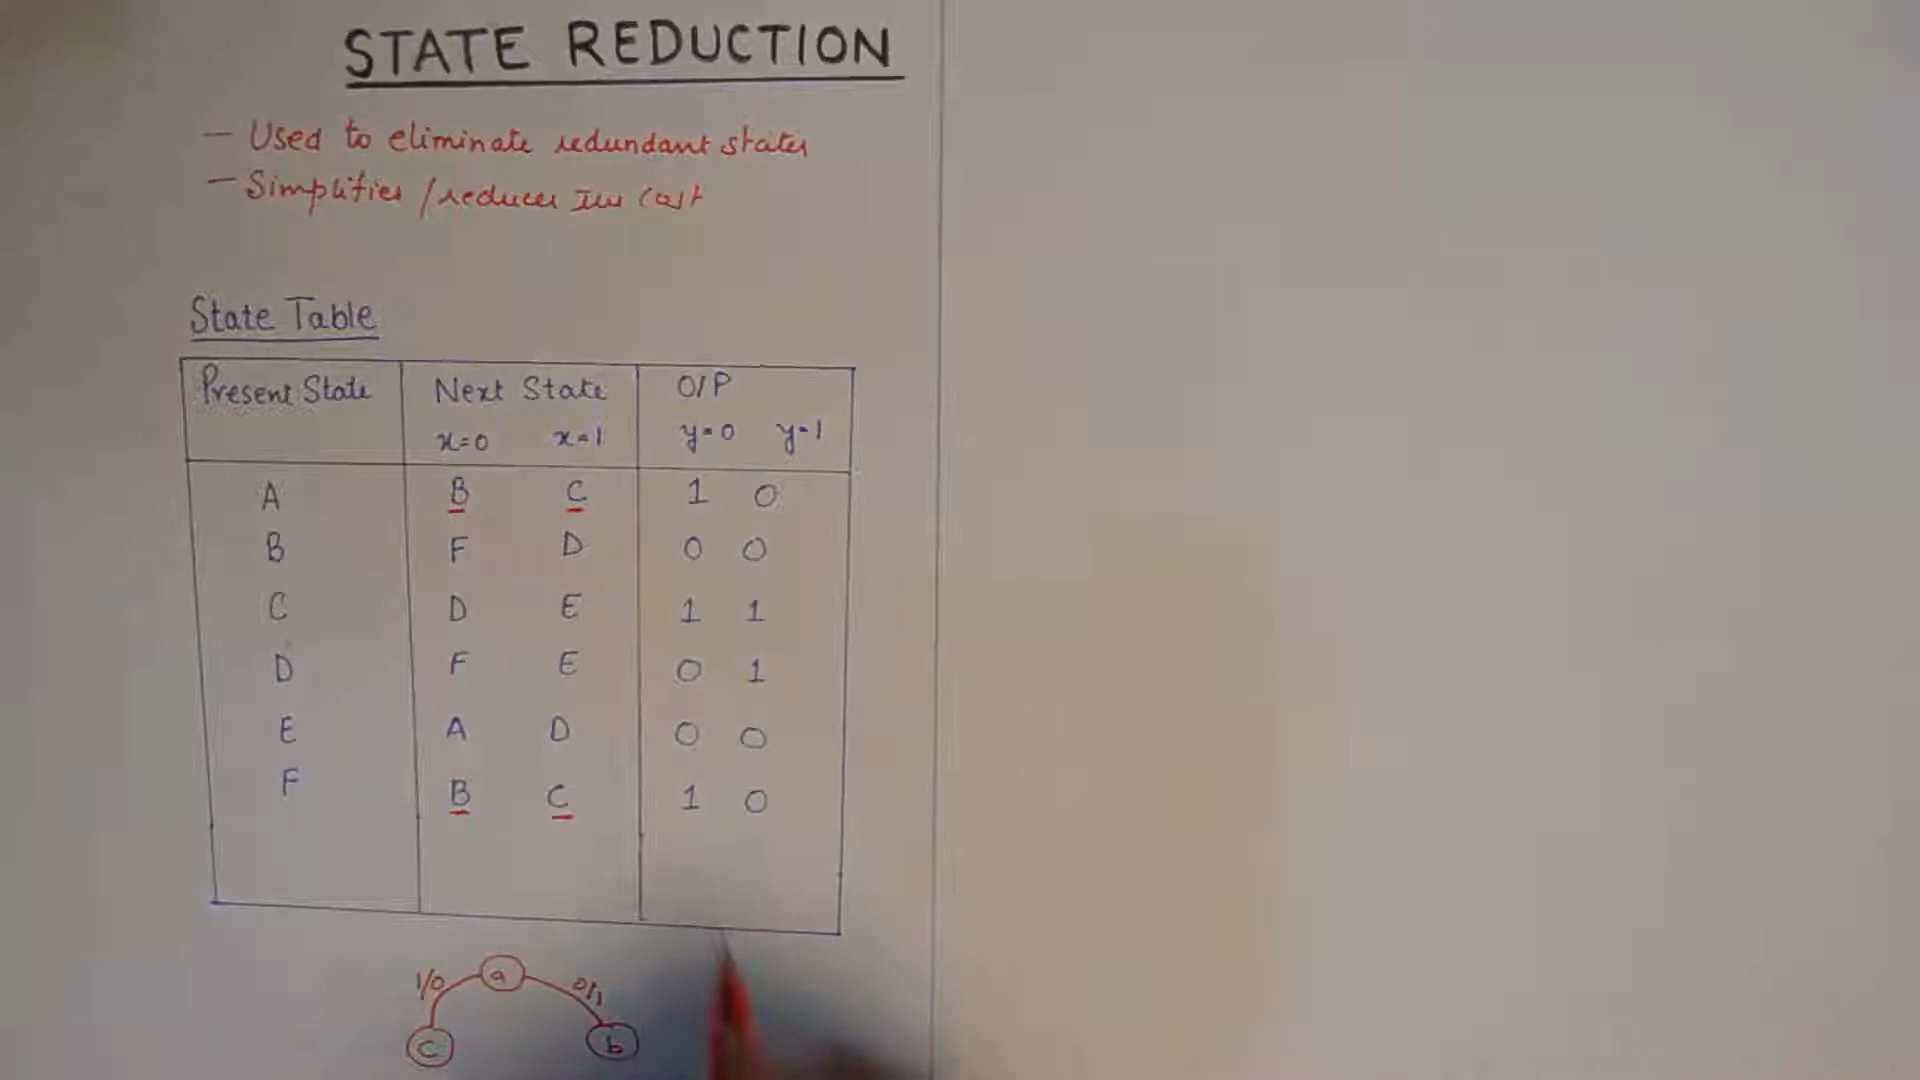 STATE REDUCTION
- Used to eliminate redundant states
- Simplifies / reduces cost
State Table
Present State Next State O/P
x=0 x=1 y=0 y=1
A B C 1 0
B F D 0 0
C D E 1 1
D F E 0 1
E A D 0 0
F B C 1 0
1/0 a 0/1
c b